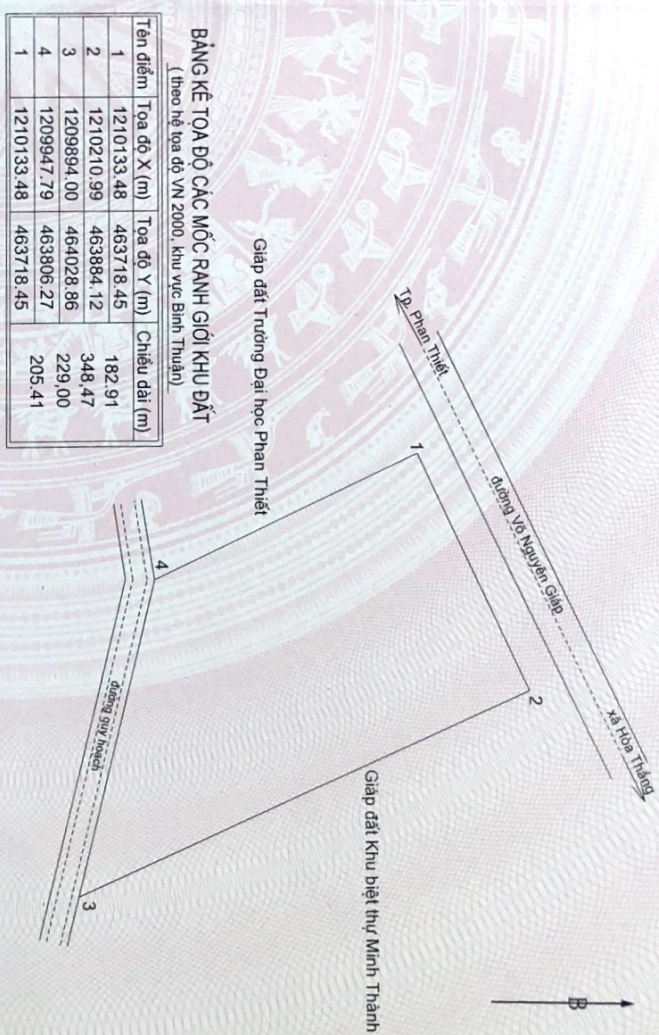 BẢNG KÊ TỌA ĐỘ CÁC MỐC RANH GIỚI KHU ĐẤT
( theo hệ tọa độ VN 2000, khu vực Bình Thuận)
Tên điểm Tọa độ X (m) Tọa độ Y (m) Chiều dài (m)
1 1210133.48 463718.45
182.91
2 1210210.99 463884.12
348,47
3 1209894.00 464028.86
229,00
4 1209947.79 463806.27
205.41
1 1210133.48 463718.45
Giáp đất Trường Đại học Phan Thiết
Tp. Phan Thiết
đường Võ Nguyên Giáp
xã Hòa Thắng
1
2
3
4
đường quy hoạch
Giáp đất Khu biệt thự Minh Thành
B